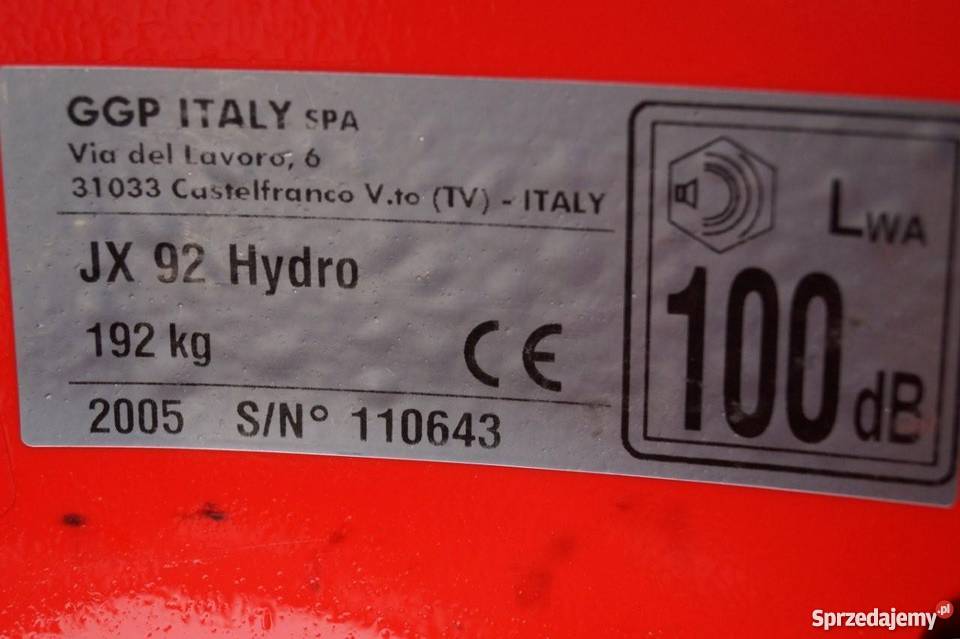 GGP ITALY SPA
Via del Lavoro, 6
31033 Castelfranco V.to (TV) - ITALY
JX 92 Hydro
192 kg
CE
2005 S/N° 110643
LWA
100 dB
Sprzedajemy.pl